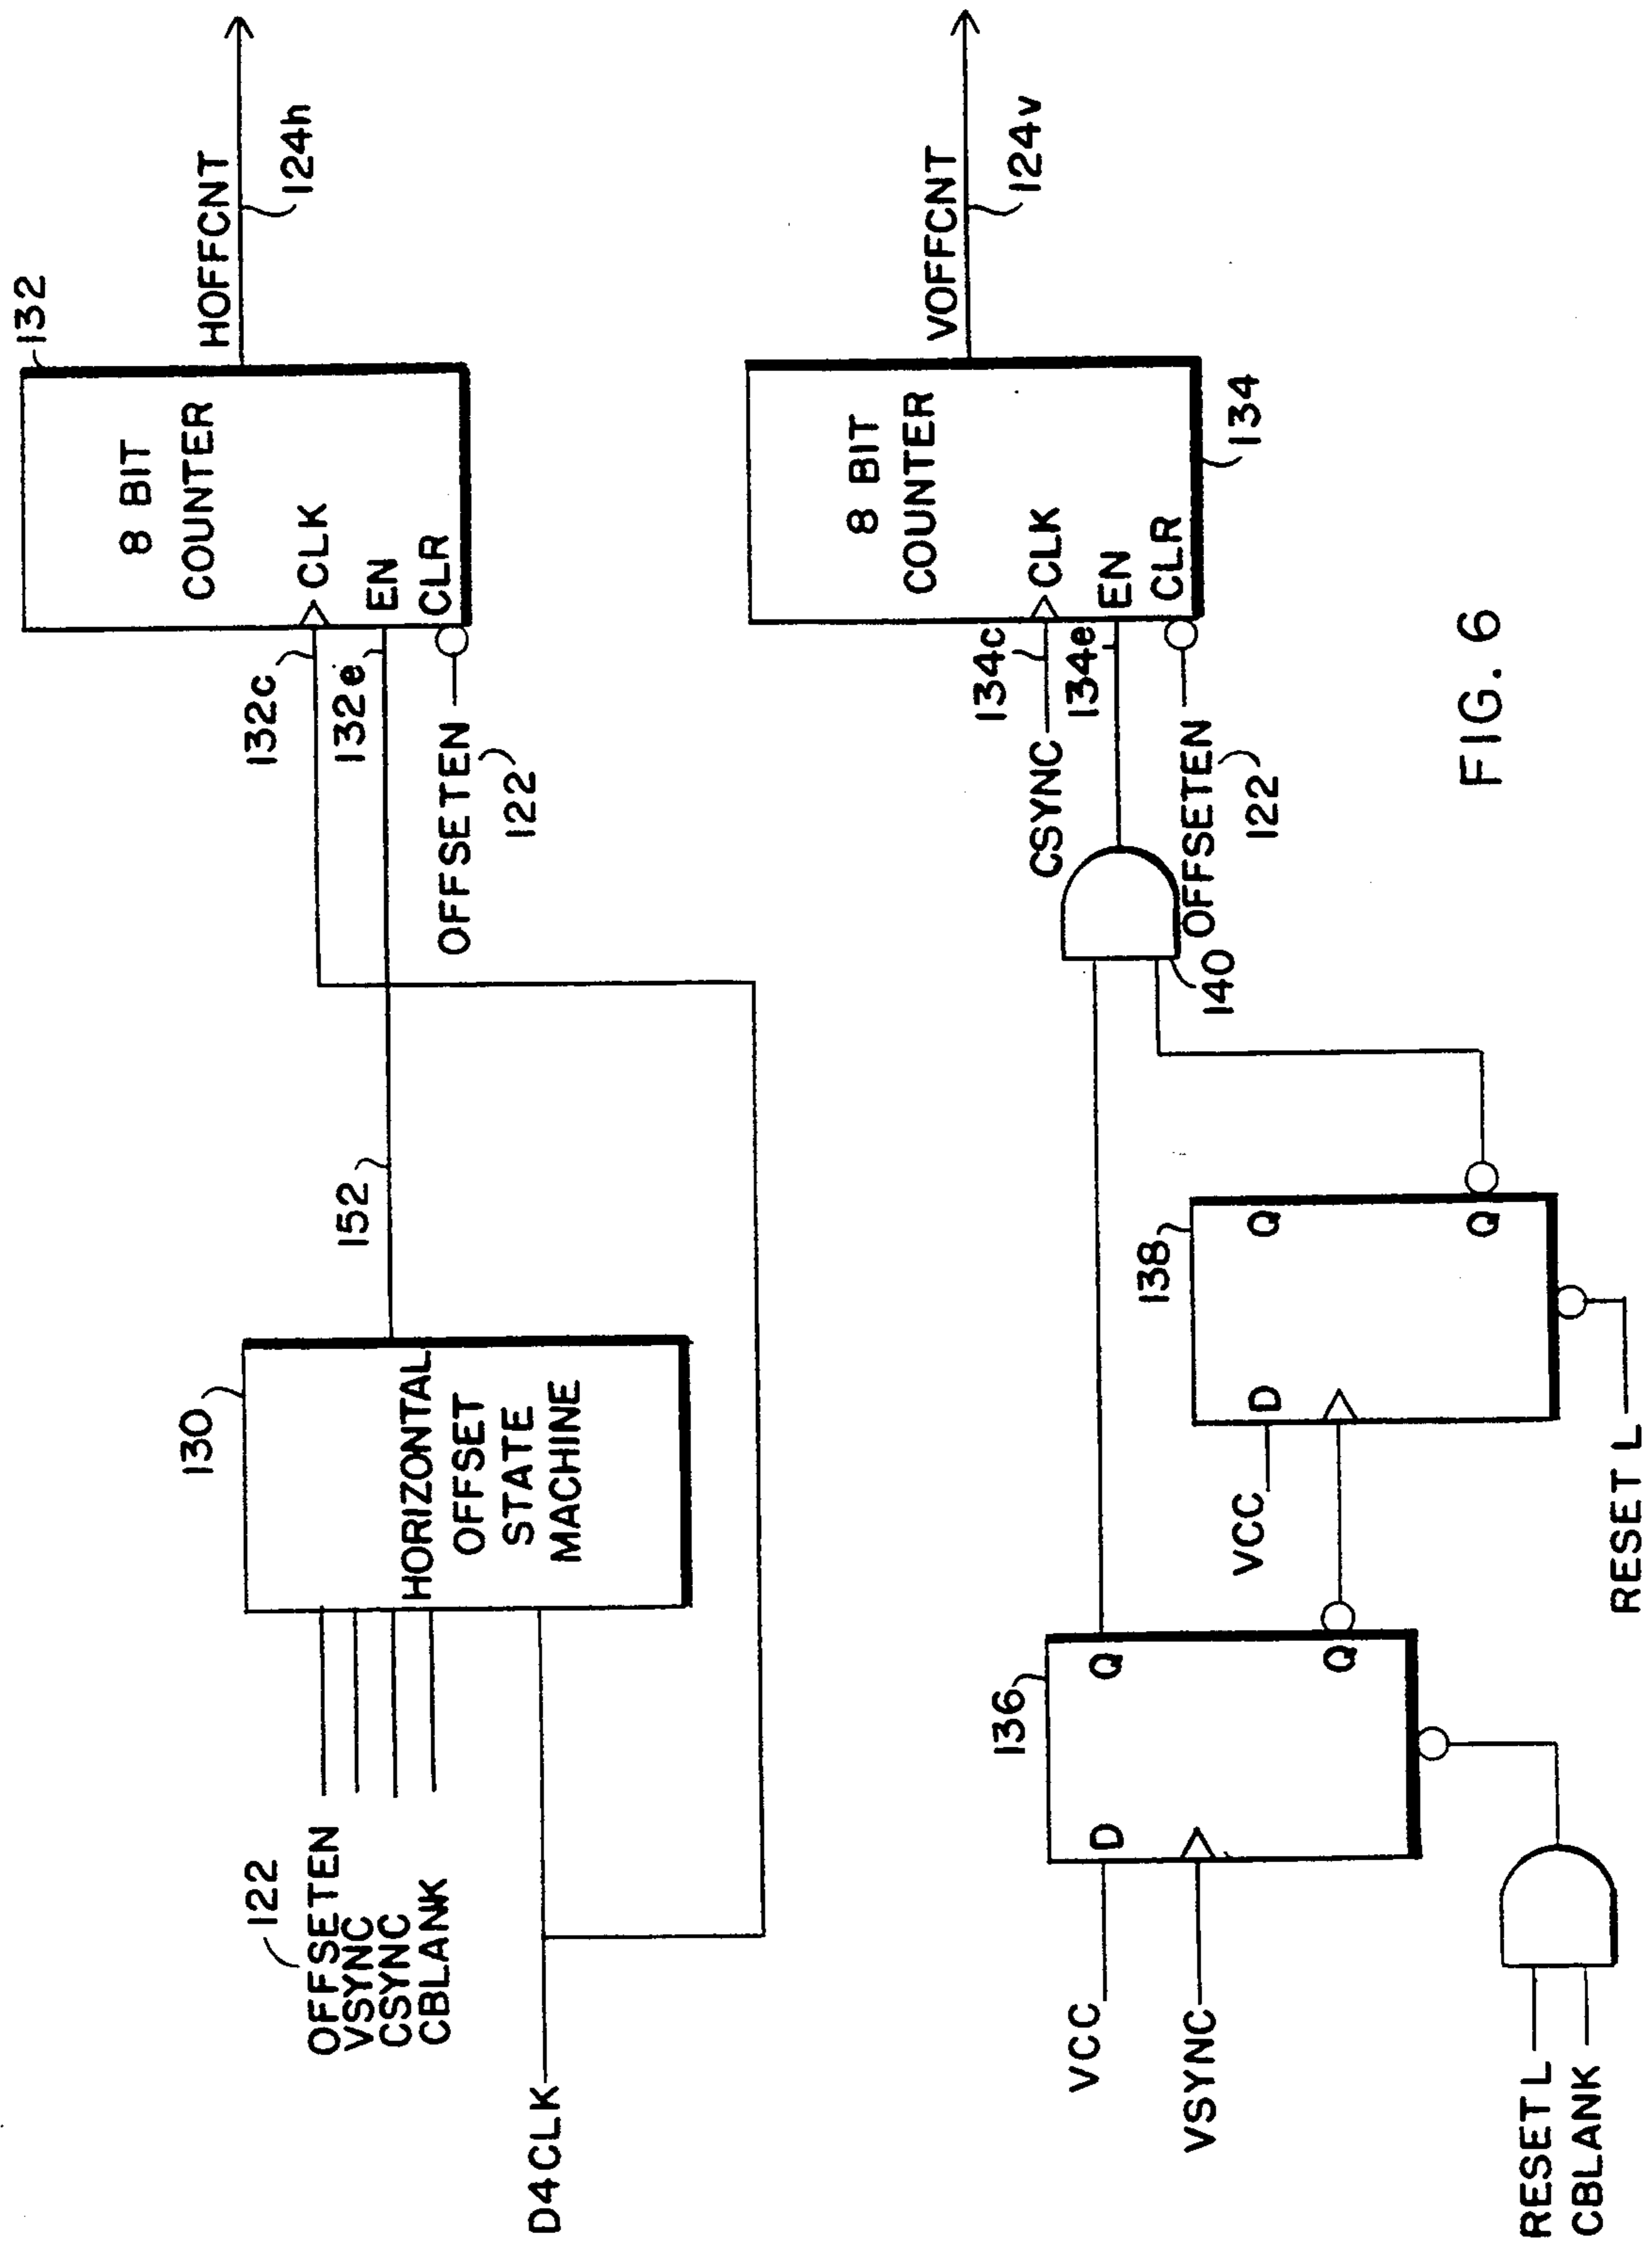 122
OFFSETEN
VSYNC
CSYNC
CBLANK
D4CLK
130
HORIZONTAL
OFFSET
STATE
MACHINE
152
132c
132e
OFFSETEN
122
132
8 BIT
COUNTER
CLK
EN
CLR
HOFFCNT
124h
VCC
VSYNC
RESET L
CBLANK
136
D
Q
Q
VCC
138
D
Q
Q
RESET L
140
CSYNC
134c
134e
OFFSETEN
122
8 BIT
COUNTER
CLK
EN
CLR
134
VOFFCNT
124v
FIG. 6